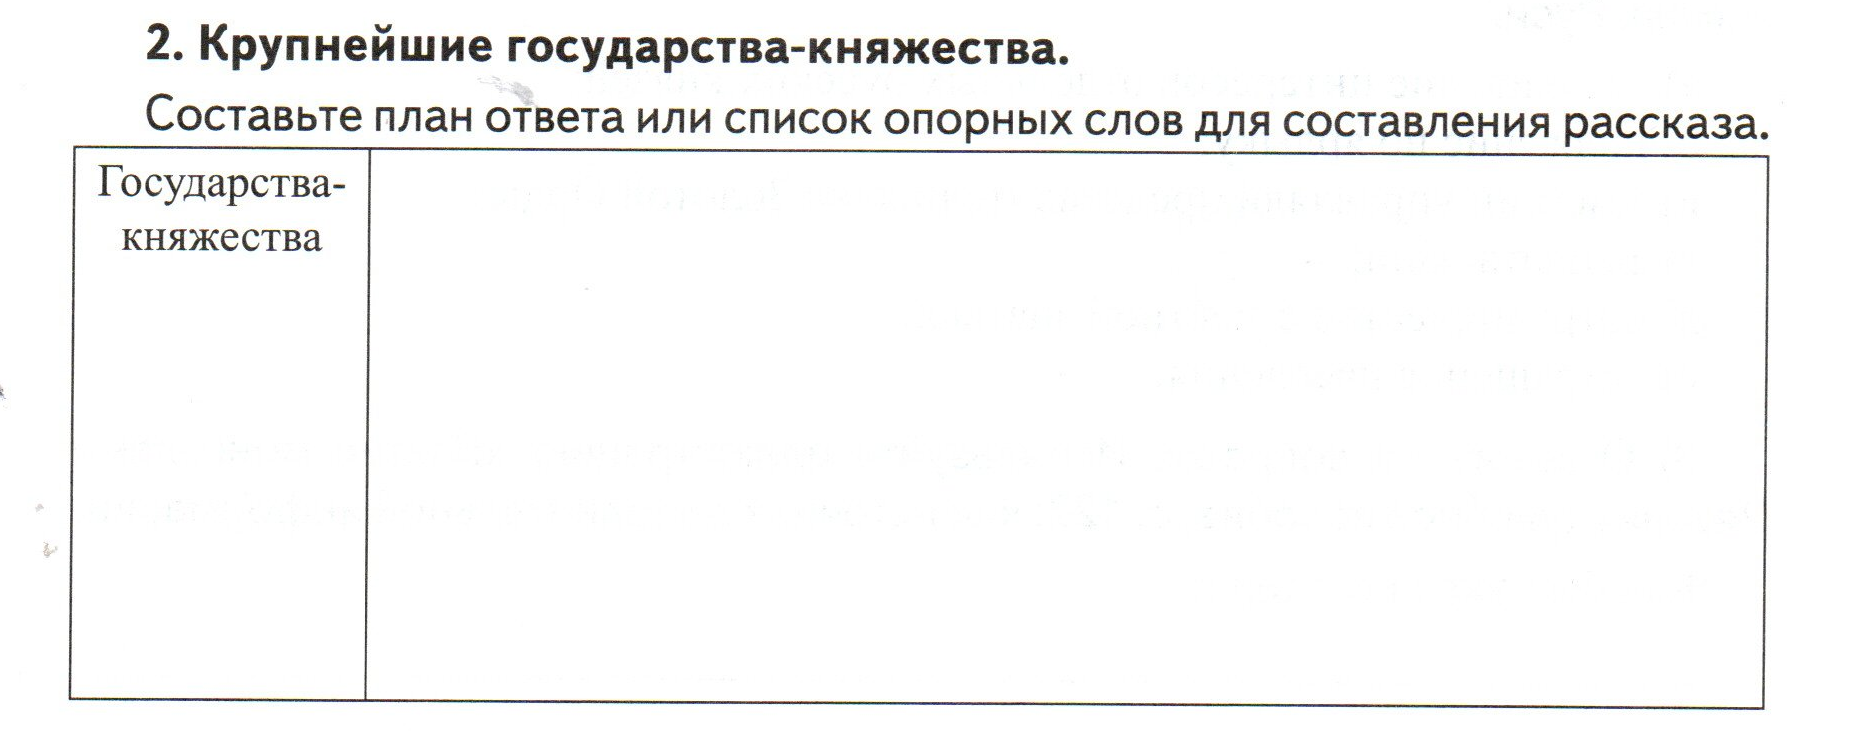 2. Крупнейшие государства-княжества.
Составьте план ответа или список опорных слов для составления рассказа.
Государства-
княжества